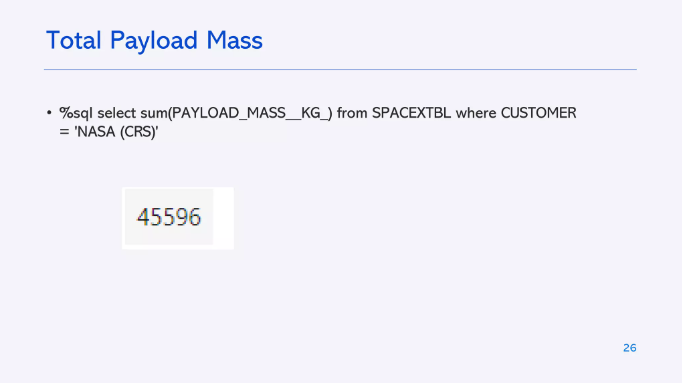 Total Payload Mass
• %sql select sum(PAYLOAD_MASS__KG_) from SPACEXTBL where CUSTOMER
= 'NASA (CRS)'
45596
26